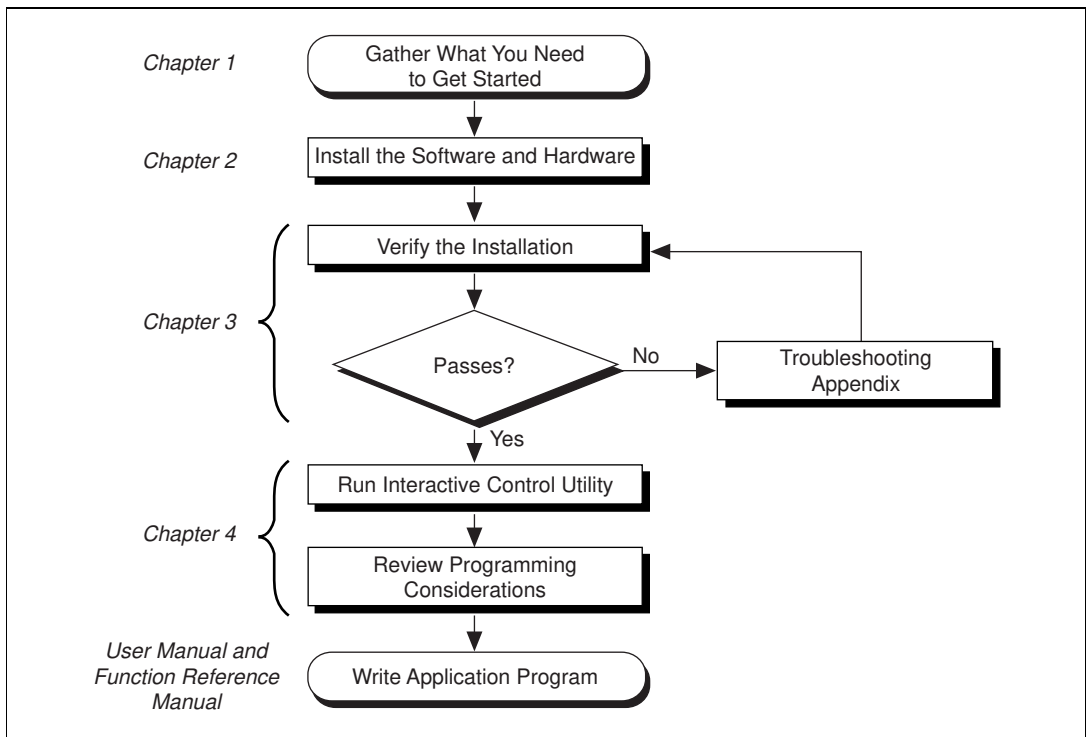 Chapter 1
Gather What You Need
to Get Started
Chapter 2
Install the Software and Hardware
Verify the Installation
Chapter 3
Passes?
No
Troubleshooting
Appendix
Yes
Run Interactive Control Utility
Chapter 4
Review Programming
Considerations
User Manual and
Function Reference
Manual
Write Application Program